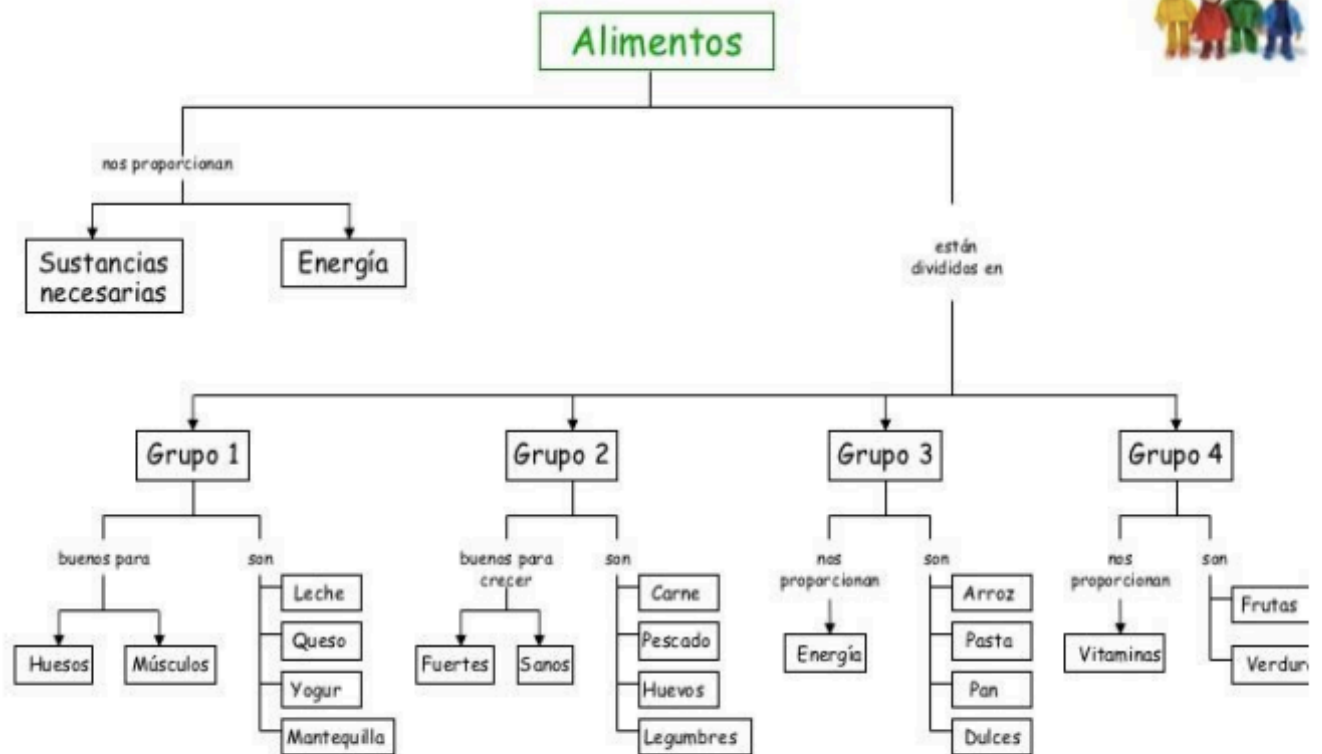 Alimentos
nos proporcionan
Sustancias
necesarias
Energía
están
divididos en
Grupo 1
buenos para
Huesos
Músculos
son
Leche
Queso
Yogur
Mantequilla
Grupo 2
buenos para
crecer
Fuertes
Sanos
son
Carne
Pescado
Huevos
Legumbres
Grupo 3
nos
proporcionan
Energía
son
Arroz
Pasta
Pan
Dulces
Grupo 4
nos
proporcionan
Vitaminas
son
Frutas
Verdura